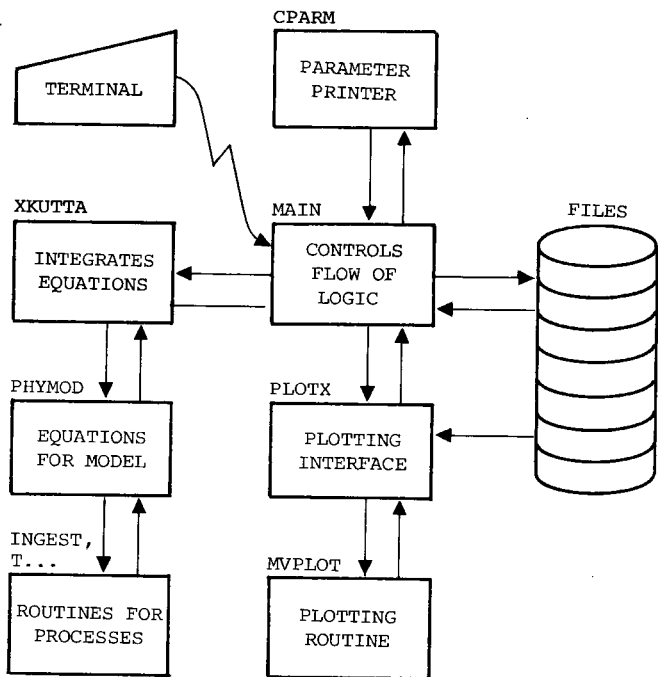 CPARM
PARAMETER
PRINTER
TERMINAL
XKUTTA
INTEGRATES
EQUATIONS
MAIN
CONTROLS
FLOW OF
LOGIC
FILES
PHYMOD
EQUATIONS
FOR MODEL
PLOTX
PLOTTING
INTERFACE
INGEST,
T...
ROUTINES FOR
PROCESSES
MVPLOT
PLOTTING
ROUTINE